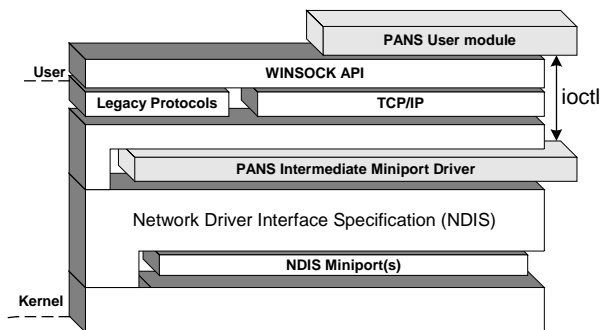 PANS User module
User
WINSOCK API
ioctl
Legacy Protocols
TCP/IP
PANS Intermediate Miniport Driver
Network Driver Interface Specification (NDIS)
NDIS Miniport(s)
Kernel